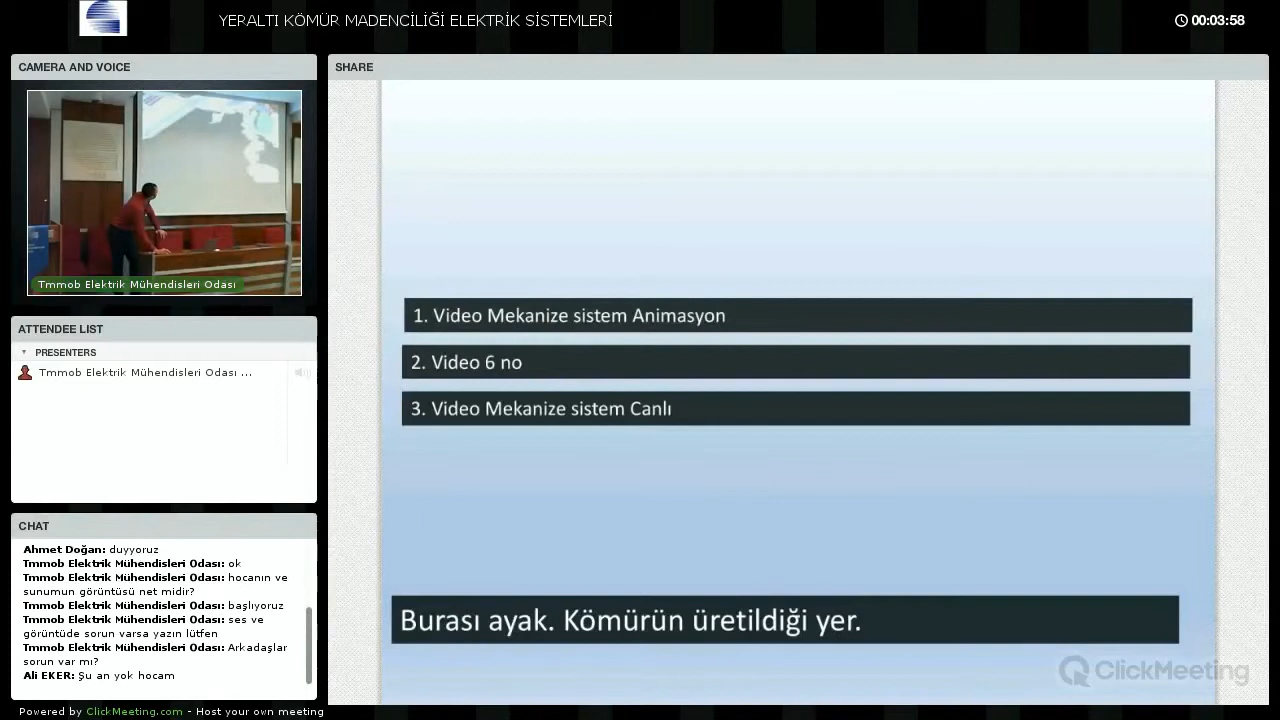 YERALTI KÖMÜR MADENCİLİĞİ ELEKTRİK SİSTEMLERİ
00:03:58
CAMERA AND VOICE
Tmmob Elektrik Mühendisleri Odası
ATTENDEE LIST
PRESENTERS
Tmmob Elektrik Mühendisleri Odası ...
CHAT
Ahmet Doğan: duyyoruz
Tmmob Elektrik Mühendisleri Odası: ok
Tmmob Elektrik Mühendisleri Odası: hocanın ve
sunumun görüntüsü net midir?
Tmmob Elektrik Mühendisleri Odası: başlıyoruz
Tmmob Elektrik Mühendisleri Odası: ses ve
görüntüde sorun varsa yazın lütfen
Tmmob Elektrik Mühendisleri Odası: Arkadaşlar
sorun var mı?
Ali EKER: Şu an yok hocam
Powered by ClickMeeting.com - Host your own meeting
SHARE
1. Video Mekanize sistem Animasyon
2. Video 6 no
3. Video Mekanize sistem Canlı
Burası ayak. Kömürün üretildiği yer.
ClickMeeting